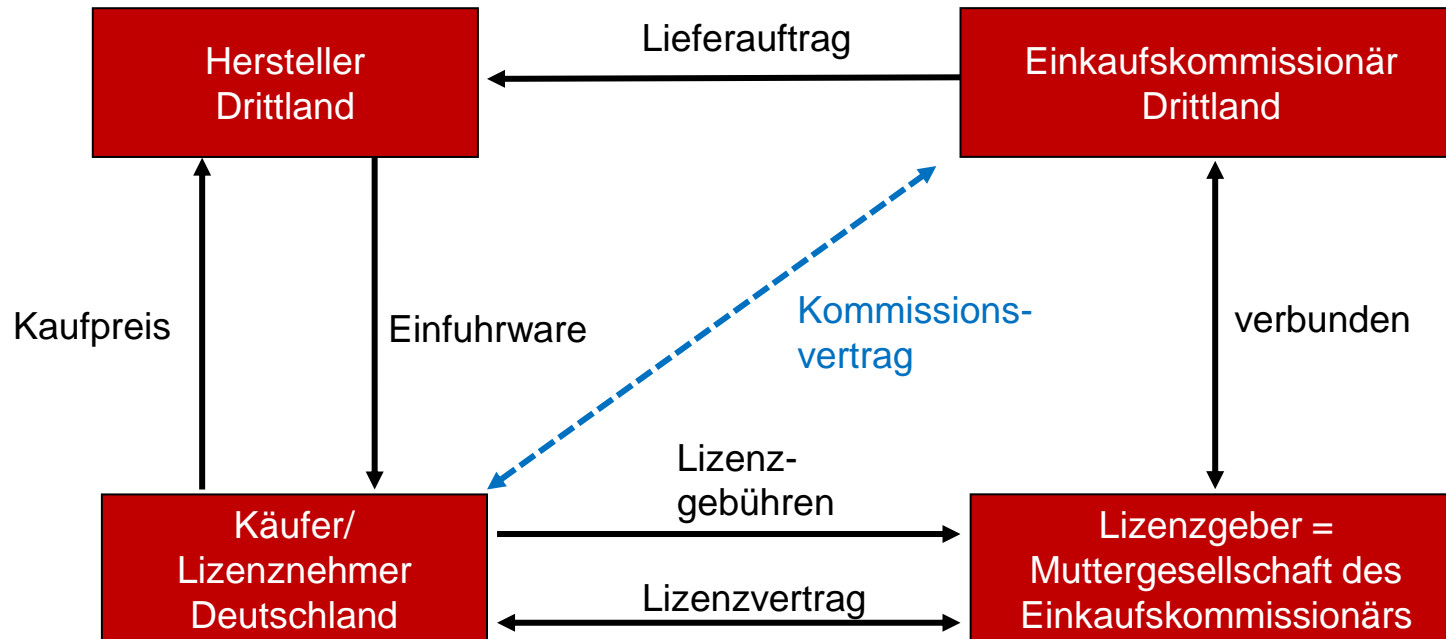 Hersteller
Drittland
Lieferauftrag
Einkaufskommissionär
Drittland
Kaufpreis
Einfuhrware
Kommissions-
vertrag
verbunden
Lizenz-
gebühren
Käufer/
Lizenznehmer
Deutschland
Lizenzvertrag
Lizenzgeber =
Muttergesellschaft des
Einkaufskommissionärs